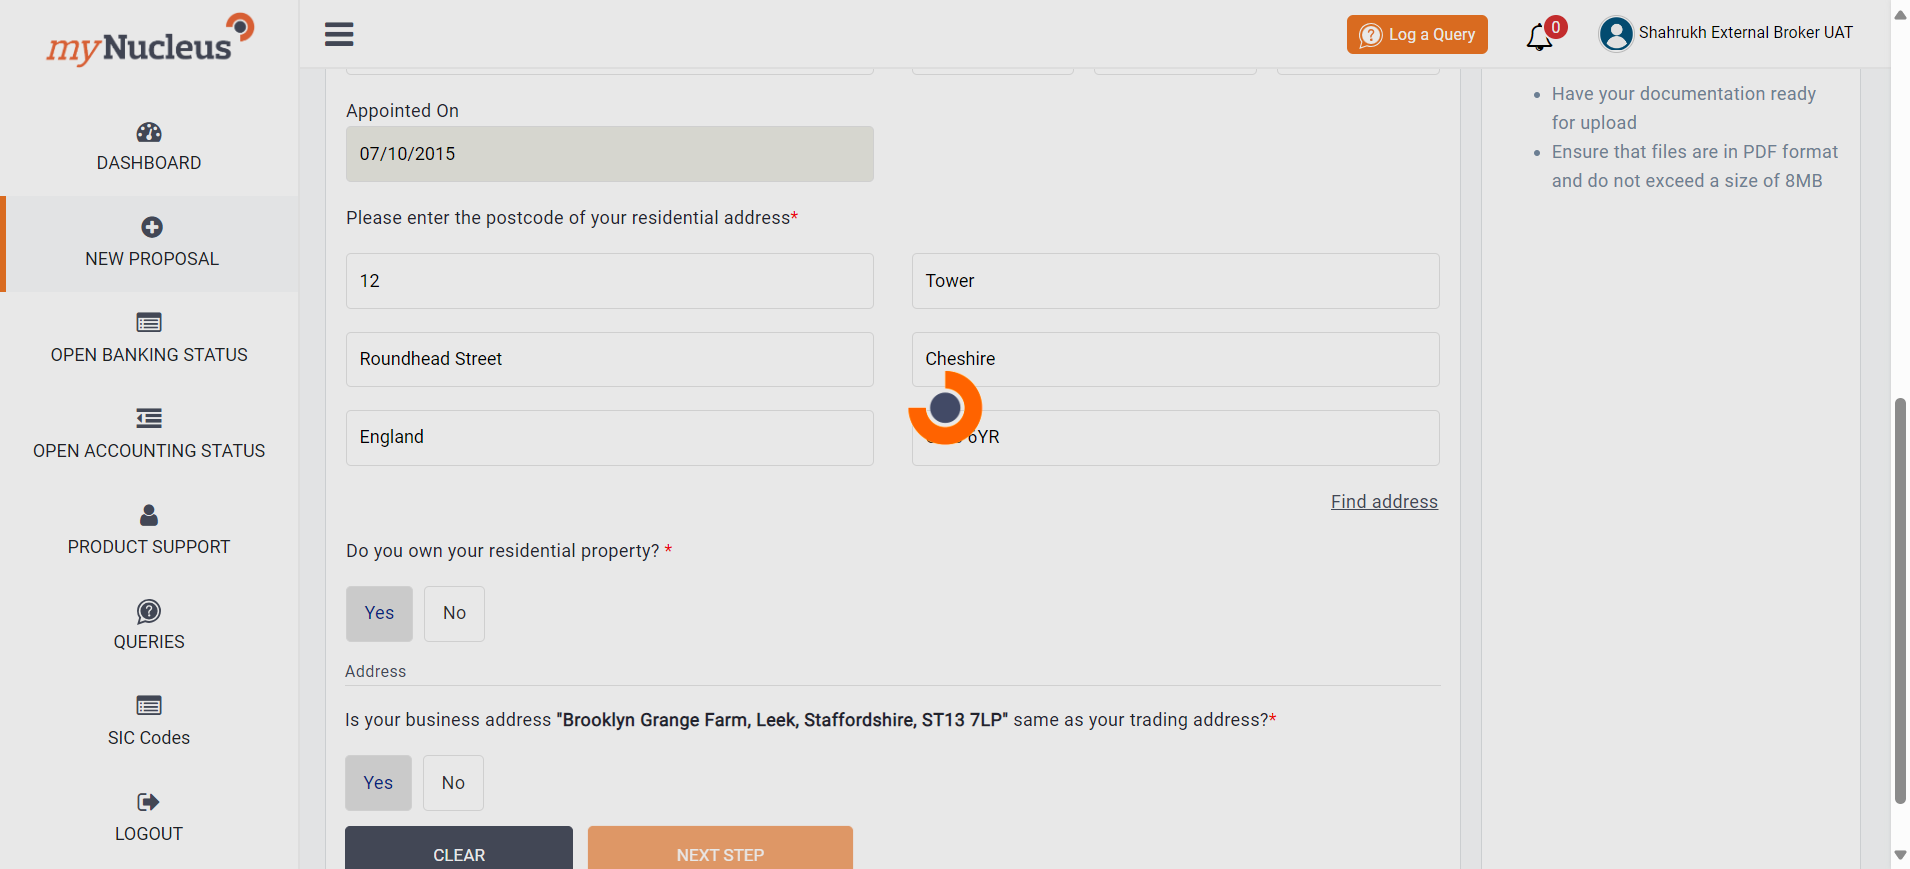 myNucleus
Log a Query
0
Shahrukh External Broker UAT
DASHBOARD
NEW PROPOSAL
OPEN BANKING STATUS
OPEN ACCOUNTING STATUS
PRODUCT SUPPORT
QUERIES
SIC Codes
LOGOUT
Appointed On
07/10/2015
Please enter the postcode of your residential address*
12
Tower
Roundhead Street
Cheshire
England
6YR
Find address
Do you own your residential property? *
Yes
No
Address
Is your business address "Brooklyn Grange Farm, Leek, Staffordshire, ST13 7LP" same as your trading address?*
Yes
No
CLEAR
NEXT STEP
Have your documentation ready
for upload
Ensure that files are in PDF format
and do not exceed a size of 8MB